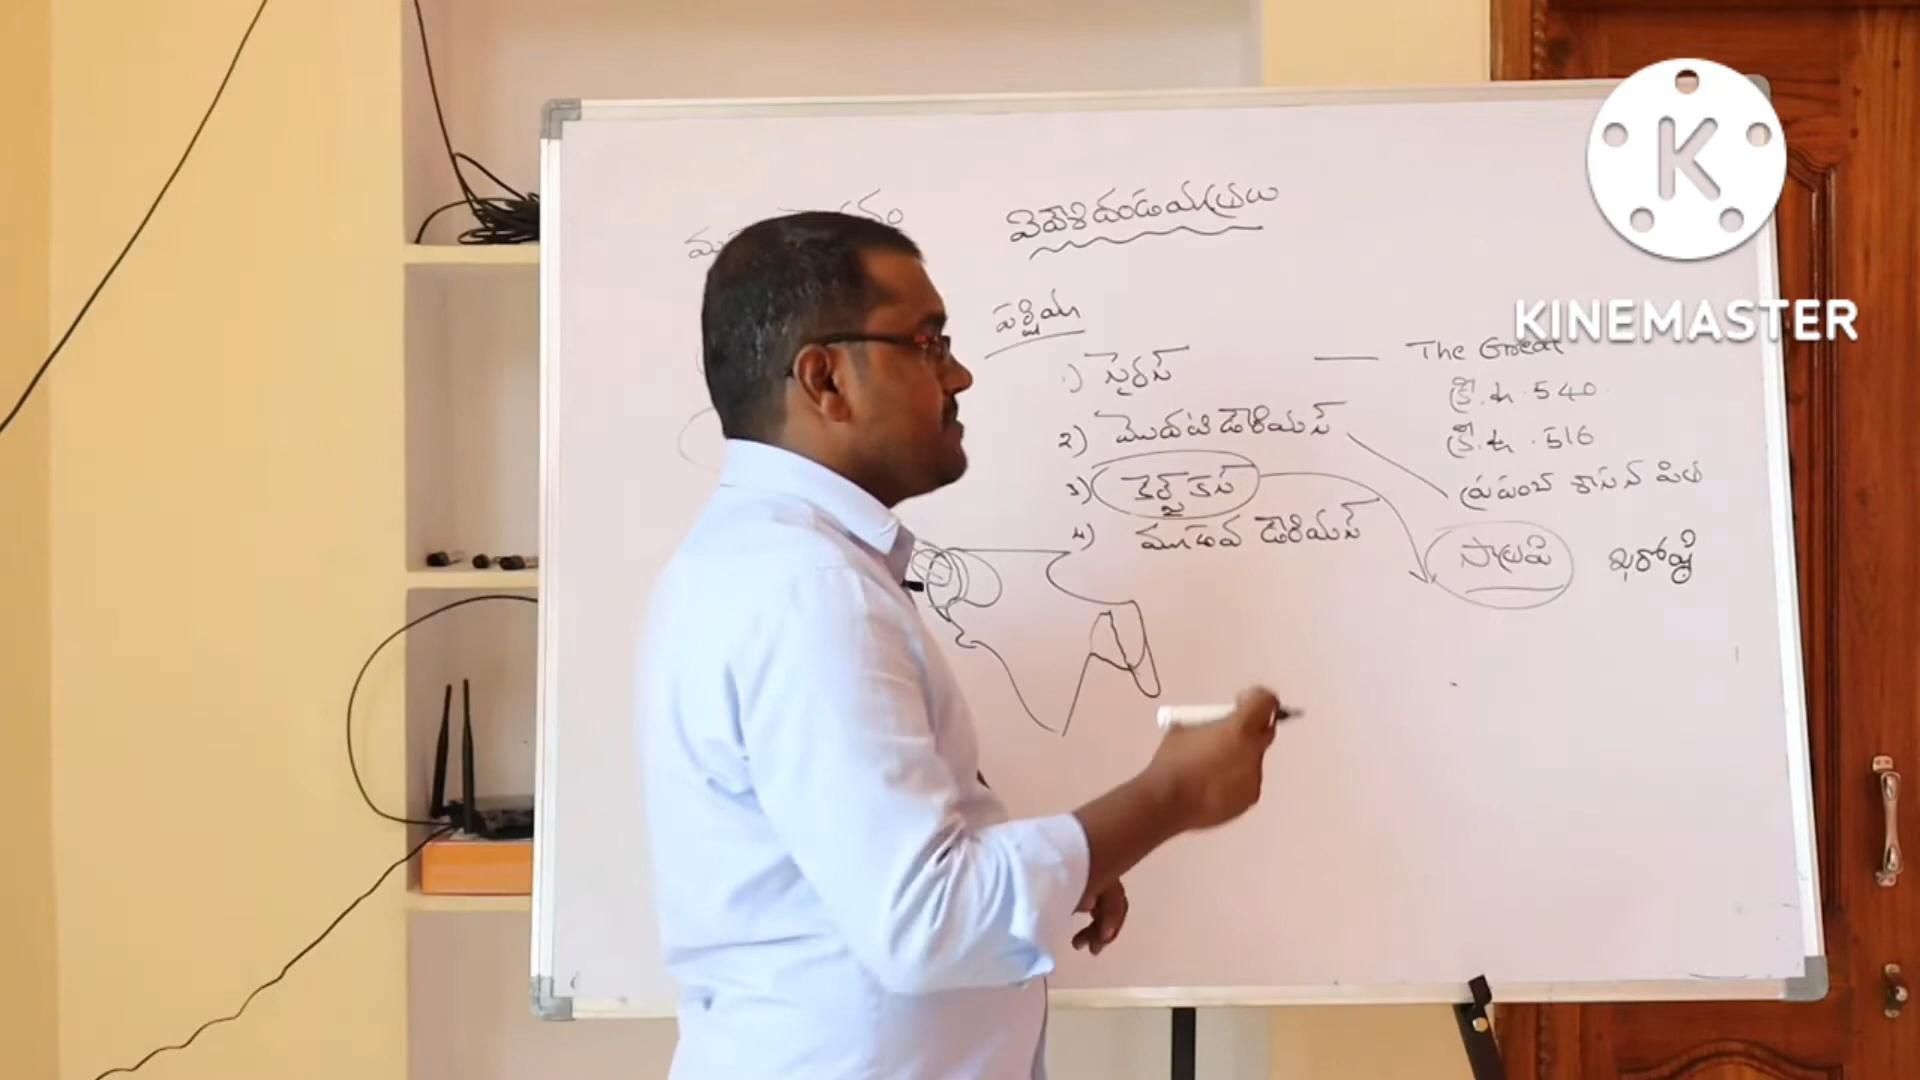 విదేశీ దండయాత్రలు
పర్షియా
1) సైరస్ — The Great
క్రీ.పూ. 540
2) మొదటి డారియస్
క్రీ.పూ. 516
3) జెర్క్సస్
ప్రపంచ శాసన పిత
4) మూడవ డారియస్
స్థూలలిపి ఖరోష్ఠి
K
KINEMASTER